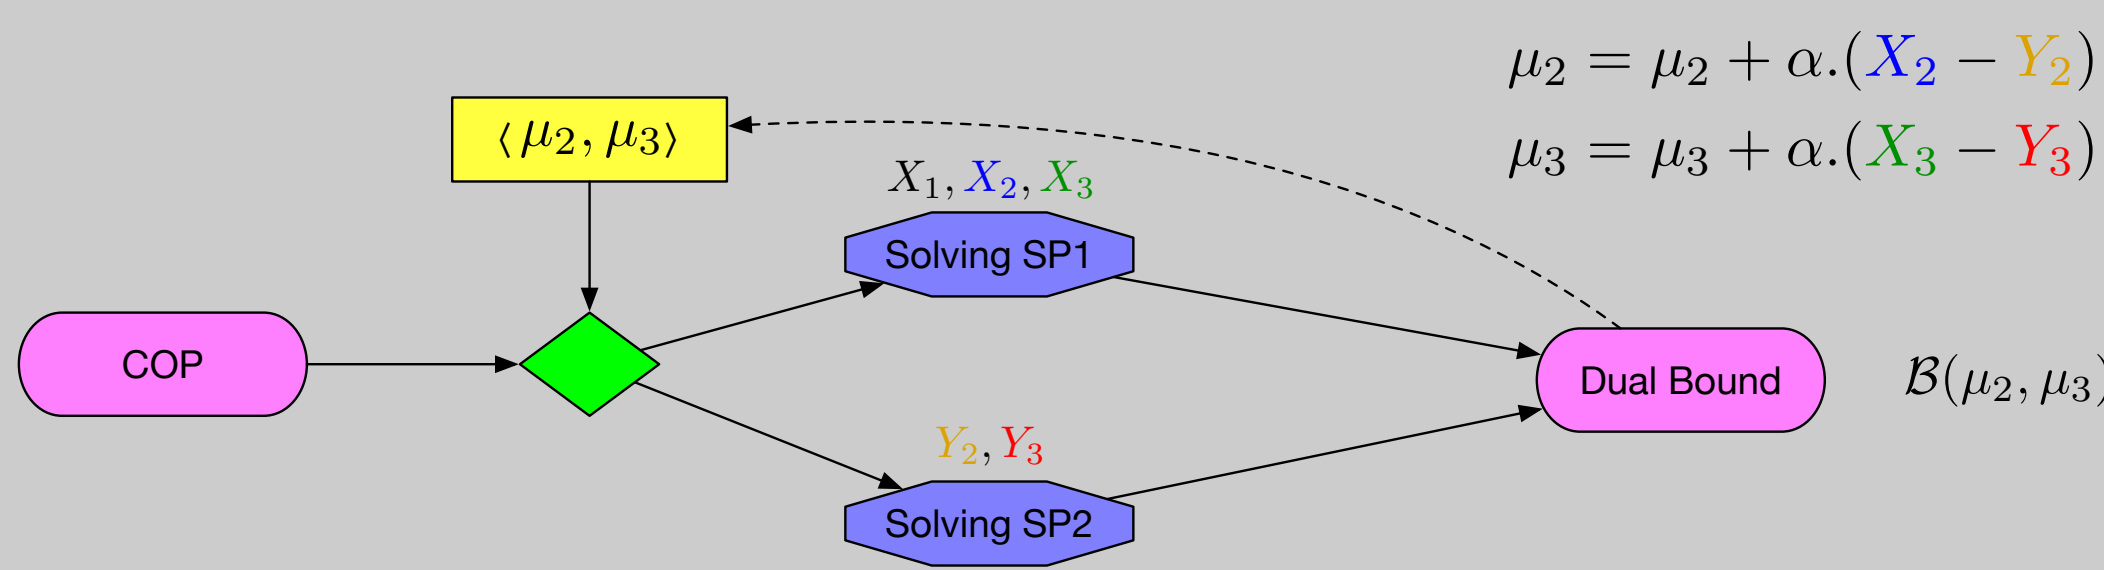 μ₂ = μ₂ + α.(X₂ − Y₂)
μ₃ = μ₃ + α.(X₃ − Y₃)
⟨μ₂, μ₃⟩
X₁, X₂, X₃
Solving SP1
COP
Dual Bound
ℬ(μ₂, μ₃)
Y₂, Y₃
Solving SP2